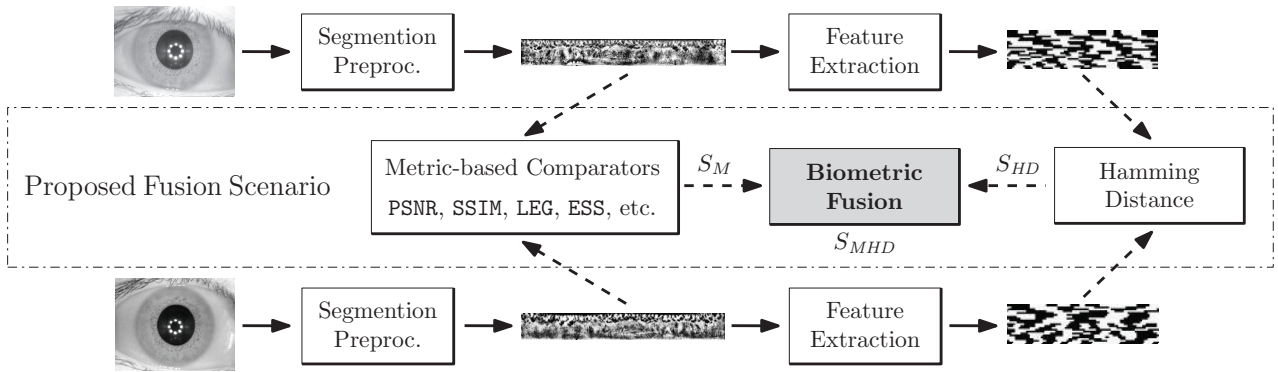 Segmention
Preproc.
Feature
Extraction
Proposed Fusion Scenario
Metric-based Comparators
PSNR, SSIM, LEG, ESS, etc.
S_M
Biometric
Fusion
S_MHD
S_HD
Hamming
Distance
Segmention
Preproc.
Feature
Extraction